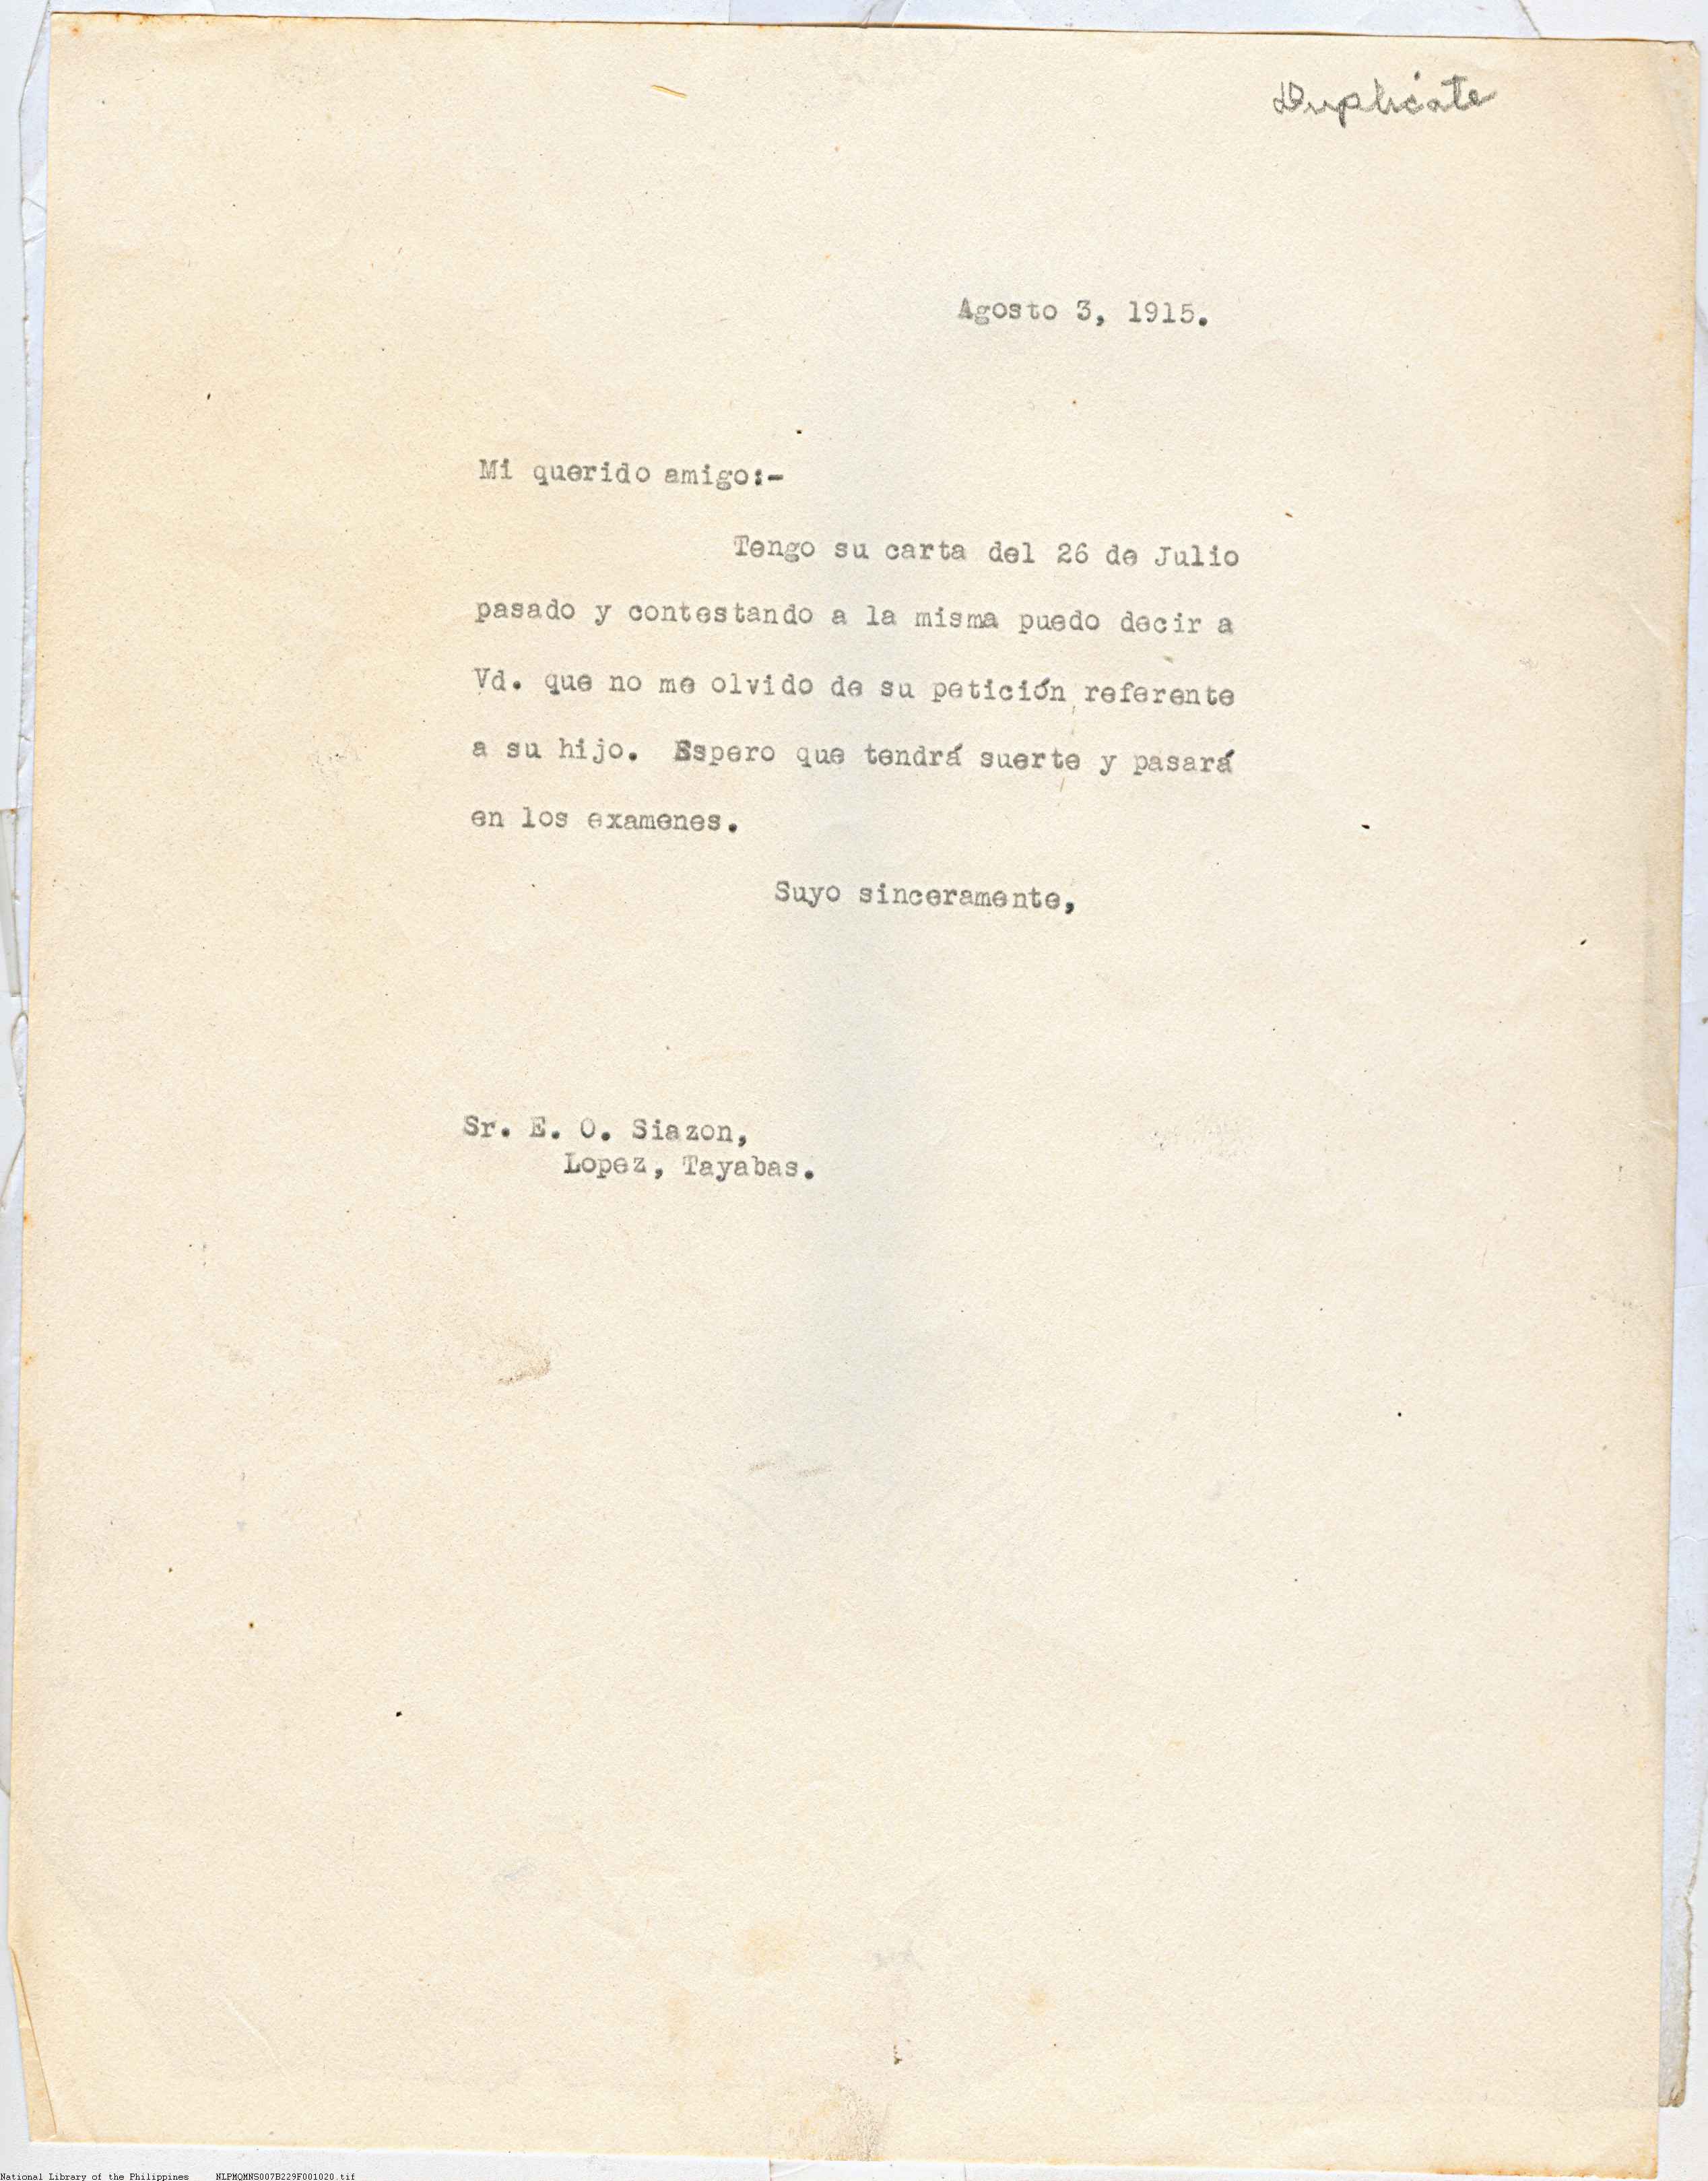 Duplicate
Agosto 3, 1915.
Mi querido amigo:-
Tengo su carta del 26 de Julio
pasado y contestando a la misma puedo decir a
Vd. que no me olvido de su petición referente
a su hijo. Espero que tendrá suerte y pasará
en los examenes.
Suyo sinceramente,
Sr. E. O. Siazon,
Lopez, Tayabas.
National Library of the Philippines NLPMQMNS007B229F001020.tif